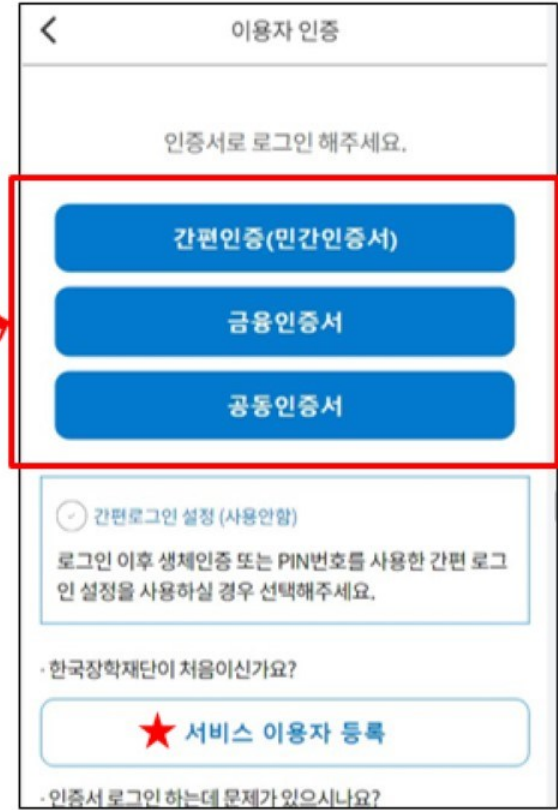 이용자 인증
인증서로 로그인 해주세요.
간편인증(민간인증서)
금융인증서
공동인증서
간편로그인 설정 (사용안함)
로그인 이후 생체인증 또는 PIN번호를 사용한 간편 로그
인 설정을 사용하실 경우 선택해주세요.
· 한국장학재단이 처음이신가요?
서비스 이용자 등록
· 인증서 로그인 하는데 문제가 있으시나요?